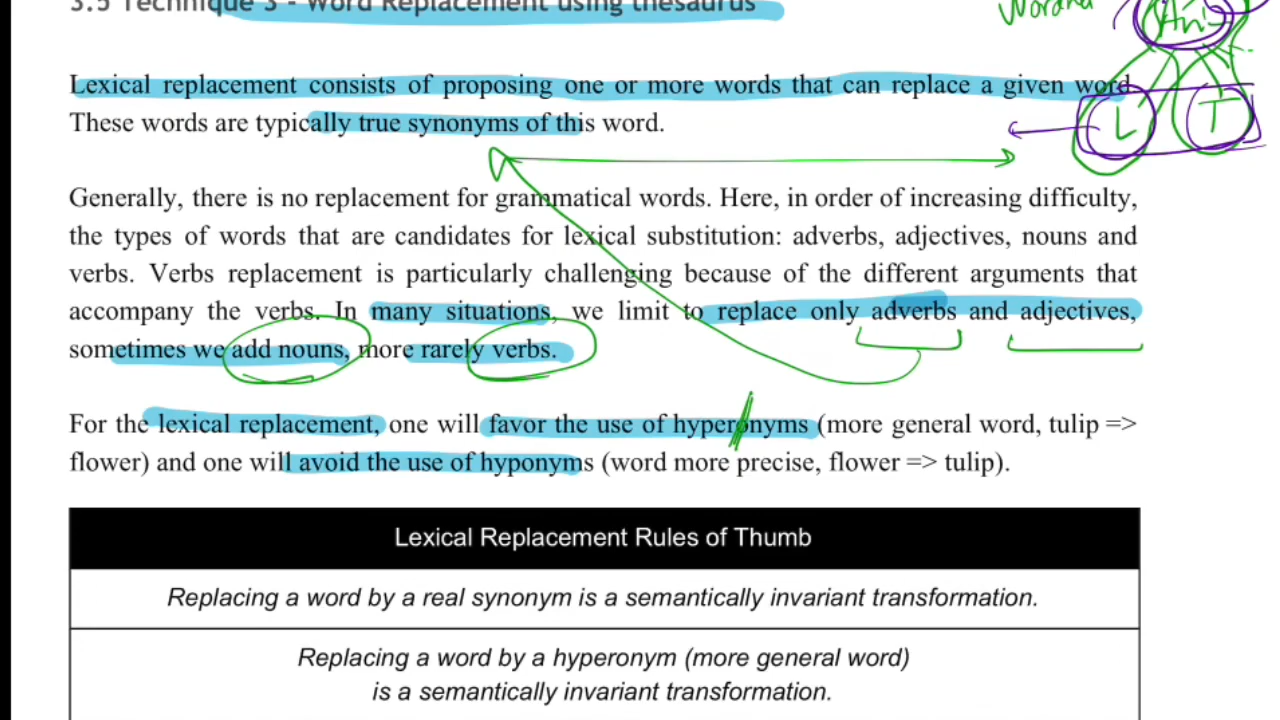 3.5 Technique 3 - Word Replacement using thesaurus
Lexical replacement consists of proposing one or more words that can replace a given word.
These words are typically true synonyms of this word.
L T
Generally, there is no replacement for grammatical words. Here, in order of increasing difficulty,
the types of words that are candidates for lexical substitution: adverbs, adjectives, nouns and
verbs. Verbs replacement is particularly challenging because of the different arguments that
accompany the verbs. In many situations, we limit to replace only adverbs and adjectives,
sometimes we add nouns, more rarely verbs.
For the lexical replacement, one will favor the use of hyperonyms (more general word, tulip =>
flower) and one will avoid the use of hyponyms (word more precise, flower => tulip).
Lexical Replacement Rules of Thumb
Replacing a word by a real synonym is a semantically invariant transformation.
Replacing a word by a hyperonym (more general word)
is a semantically invariant transformation.